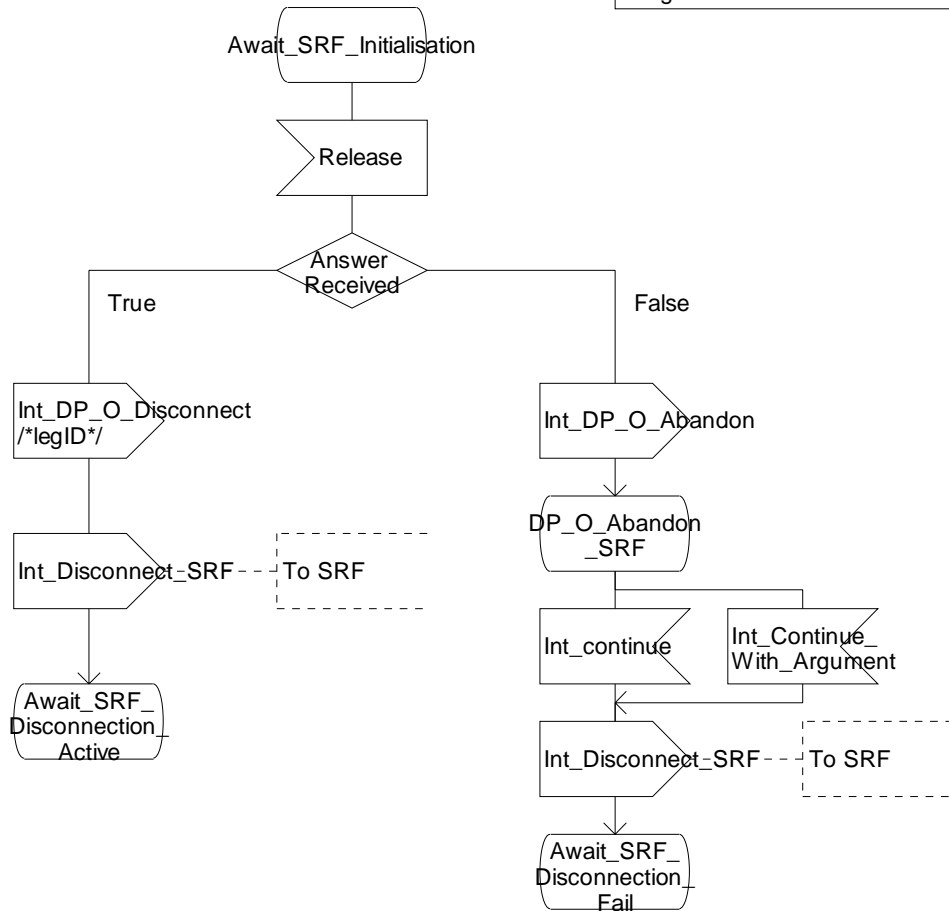 Await_SRF_Initialisation
Release
Answer
Received
True
False
Int_DP_O_Disconnect
/*legID*/
Int_DP_O_Abandon
DP_O_Abandon
_SRF
Int_Disconnect_SRF
To SRF
Int_continue
Int_Continue_
With_Argument
Await_SRF_
Disconnection_
Active
Int_Disconnect_SRF
To SRF
Await_SRF_
Disconnection_
Fail